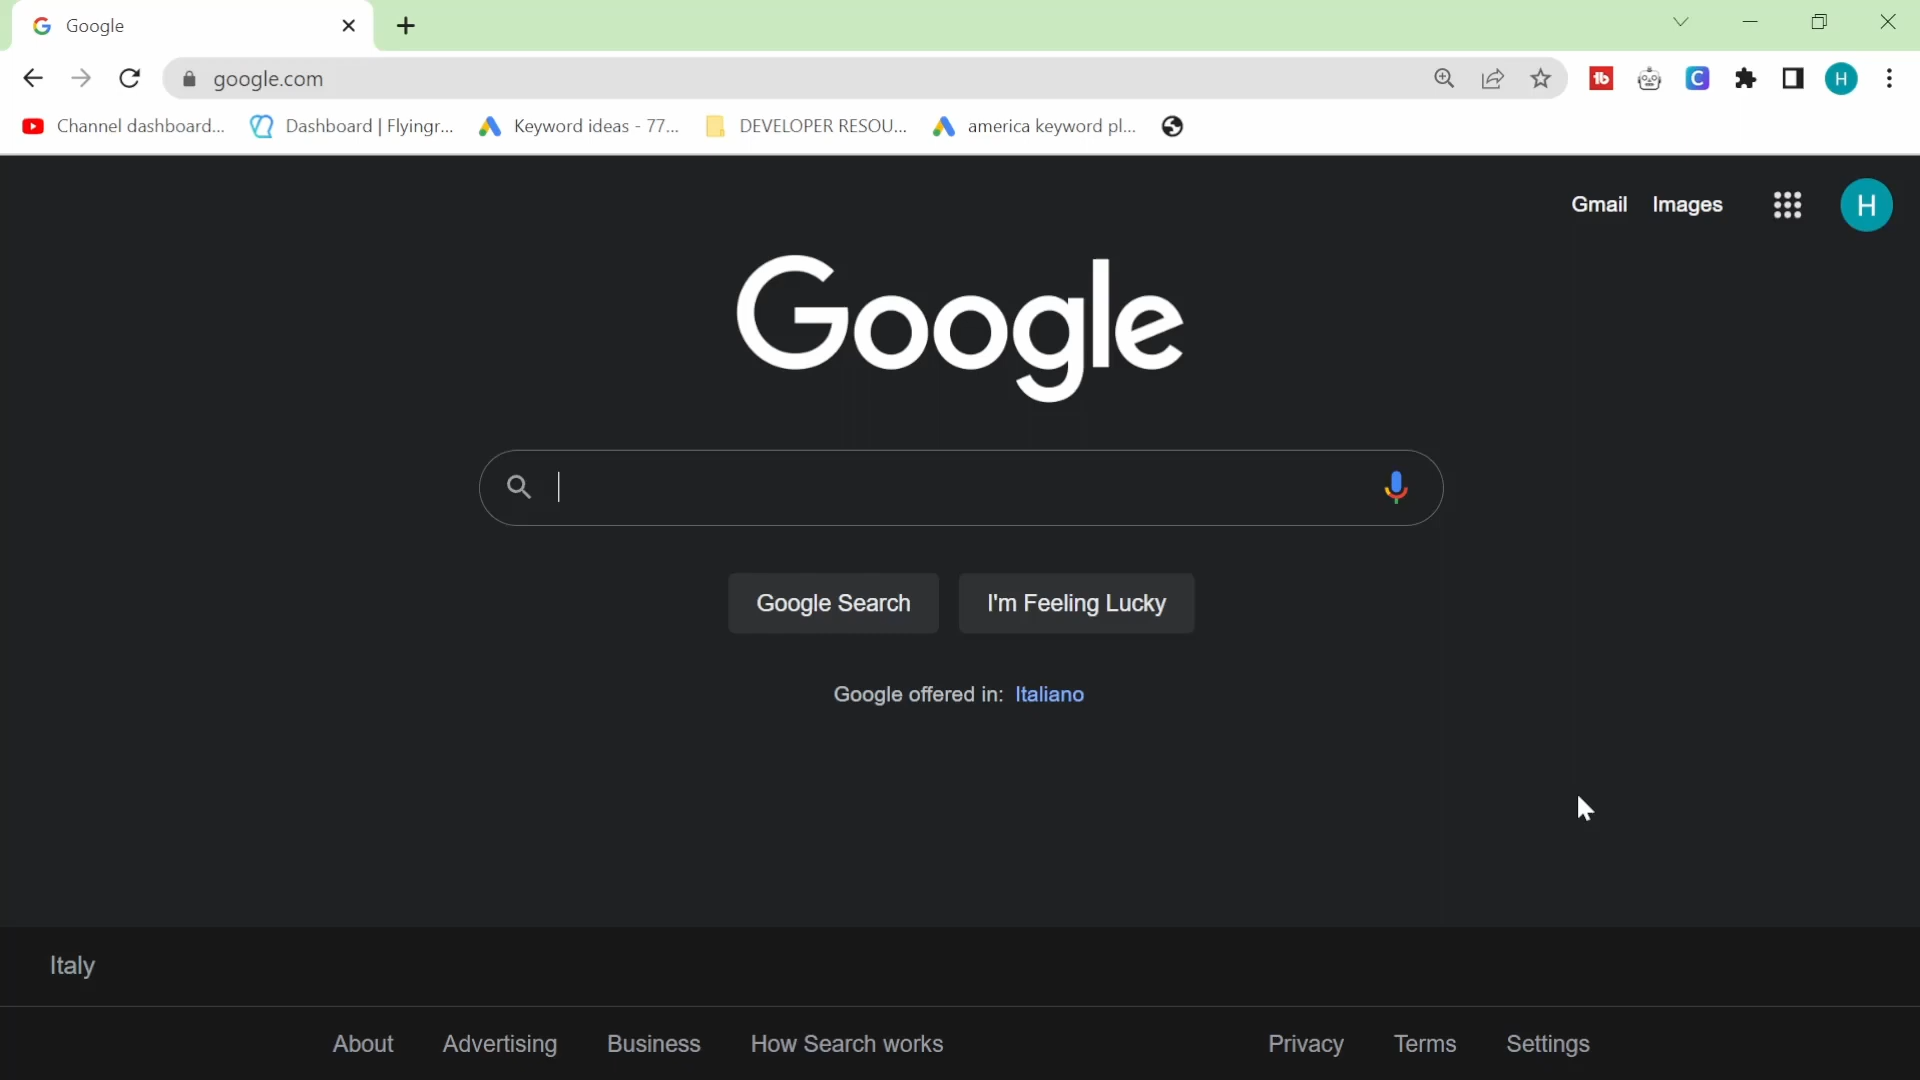 Google
google.com
Channel dashboard... Dashboard | Flyingr... Keyword ideas - 77... DEVELOPER RESOU... america keyword pl...
Gmail Images H
Google
Google Search I'm Feeling Lucky
Google offered in: Italiano
Italy
About Advertising Business How Search works Privacy Terms Settings